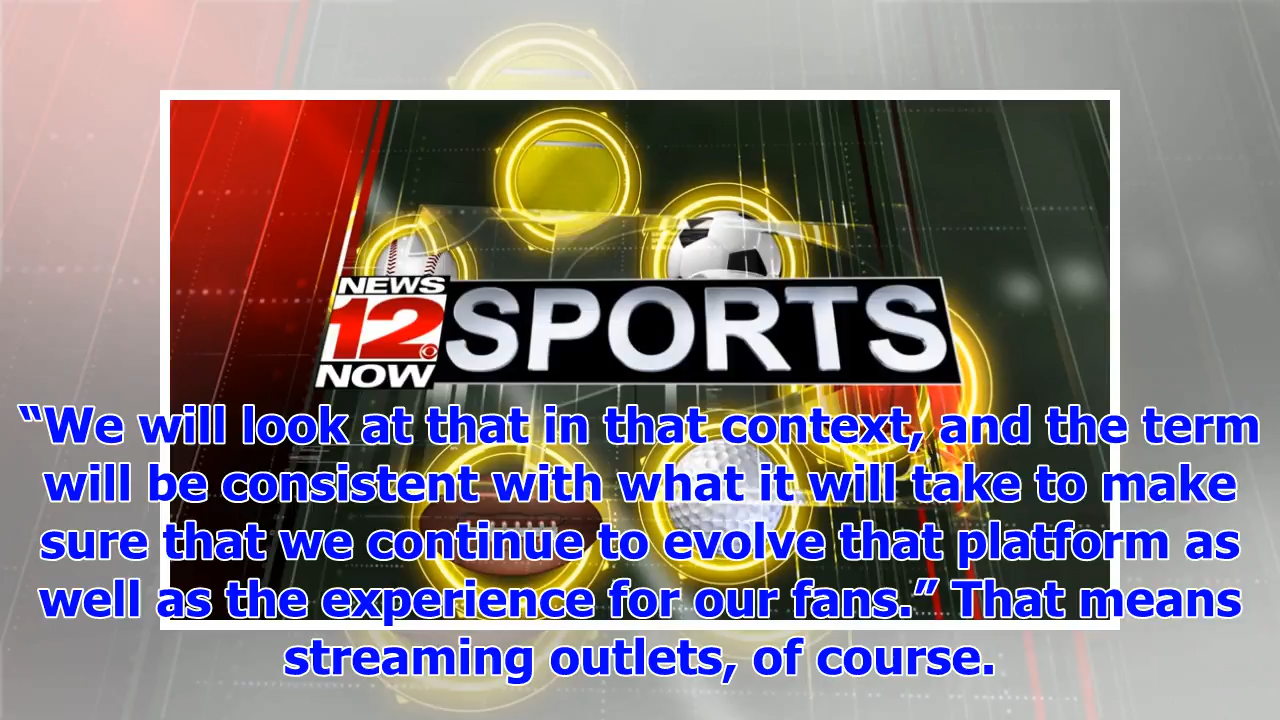 NEWS
12
NOW
SPORTS
“We will look at that in that context, and the term
will be consistent with what it will take to make
sure that we continue to evolve that platform as
well as the experience for our fans.” That means
streaming outlets, of course.